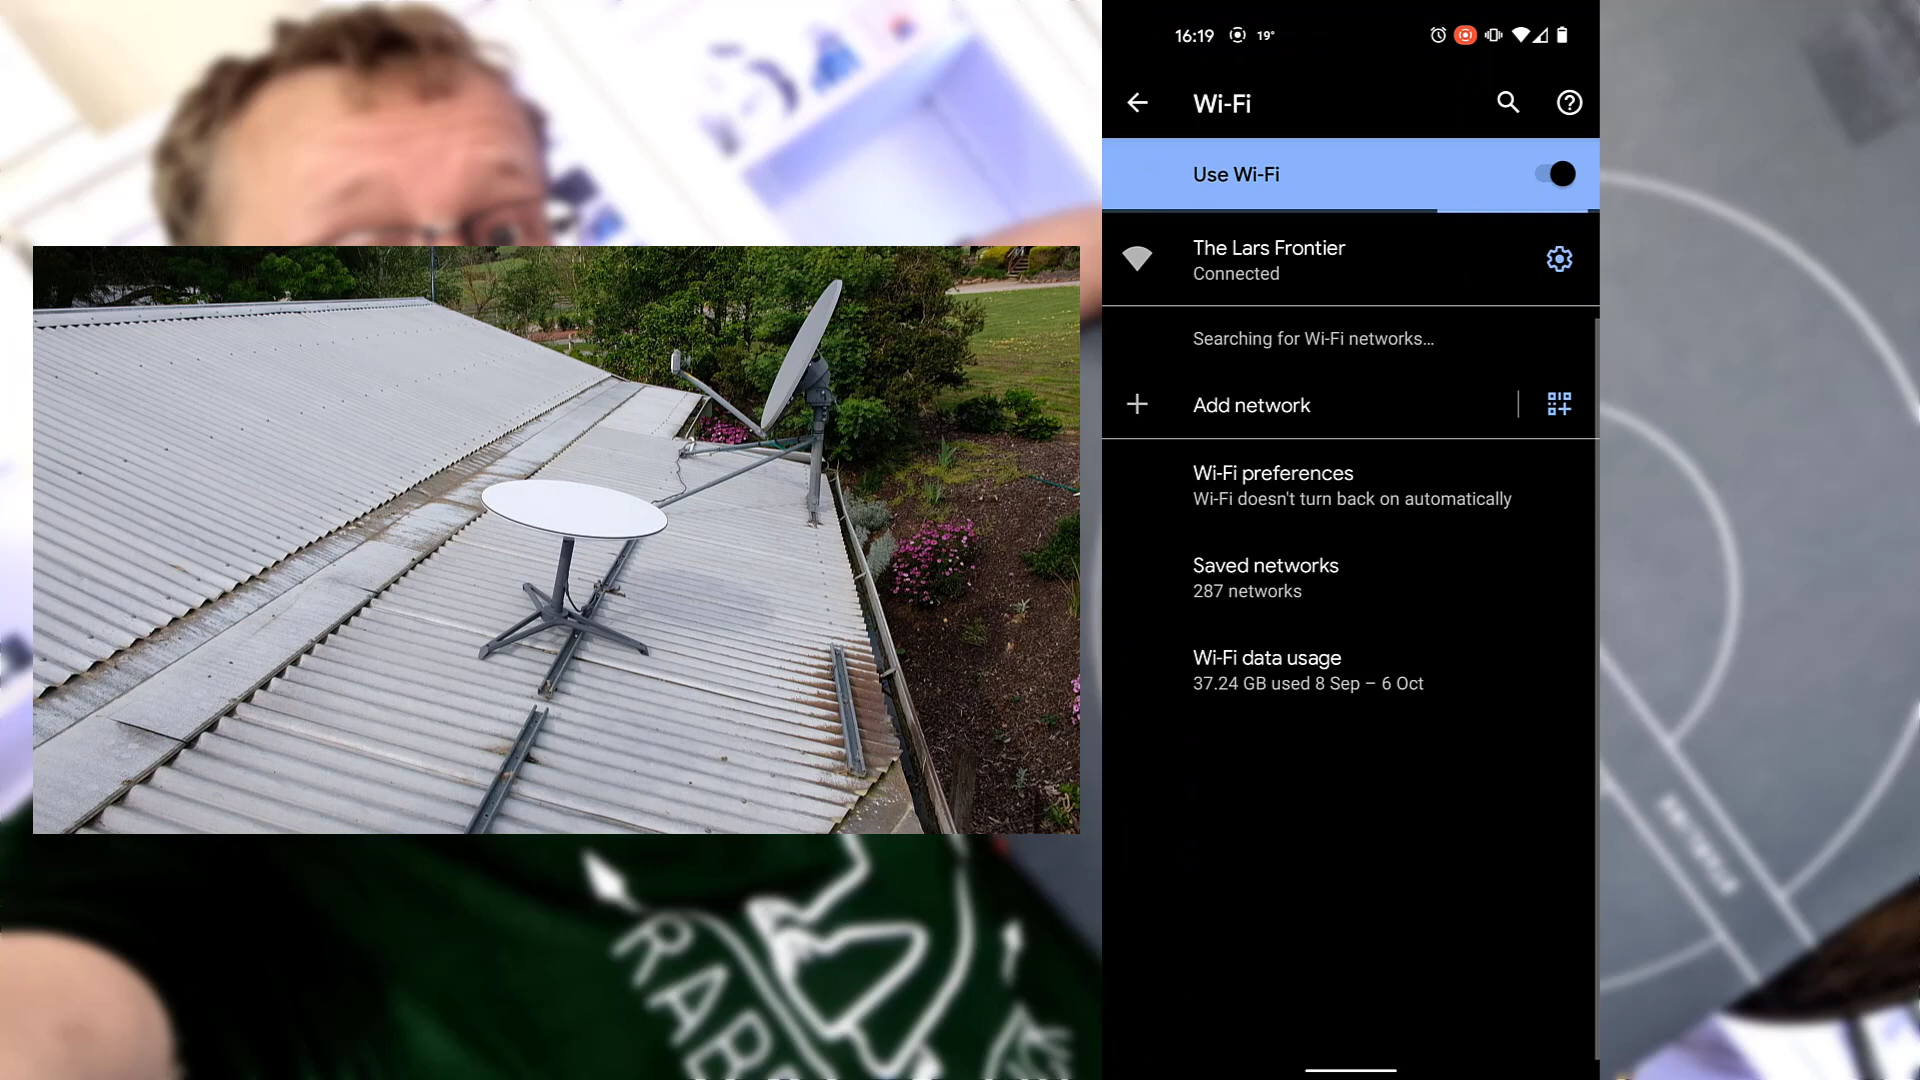 16:19 19°
Wi-Fi
Use Wi-Fi
The Lars Frontier
Connected
Searching for Wi-Fi networks…
Add network
Wi-Fi preferences
Wi-Fi doesn't turn back on automatically
Saved networks
287 networks
Wi-Fi data usage
37.24 GB used 8 Sep – 6 Oct
RABB